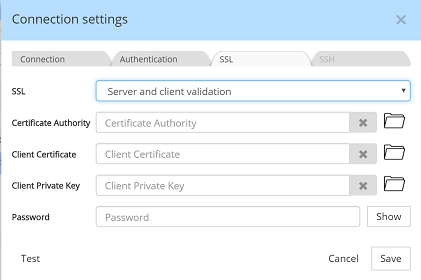 Connection settings
Connection Authentication SSL SSH
SSL Server and client validation
Certificate Authority Certificate Authority
Client Certificate Client Certificate
Client Private Key Client Private Key
Password Password Show
Test Cancel Save